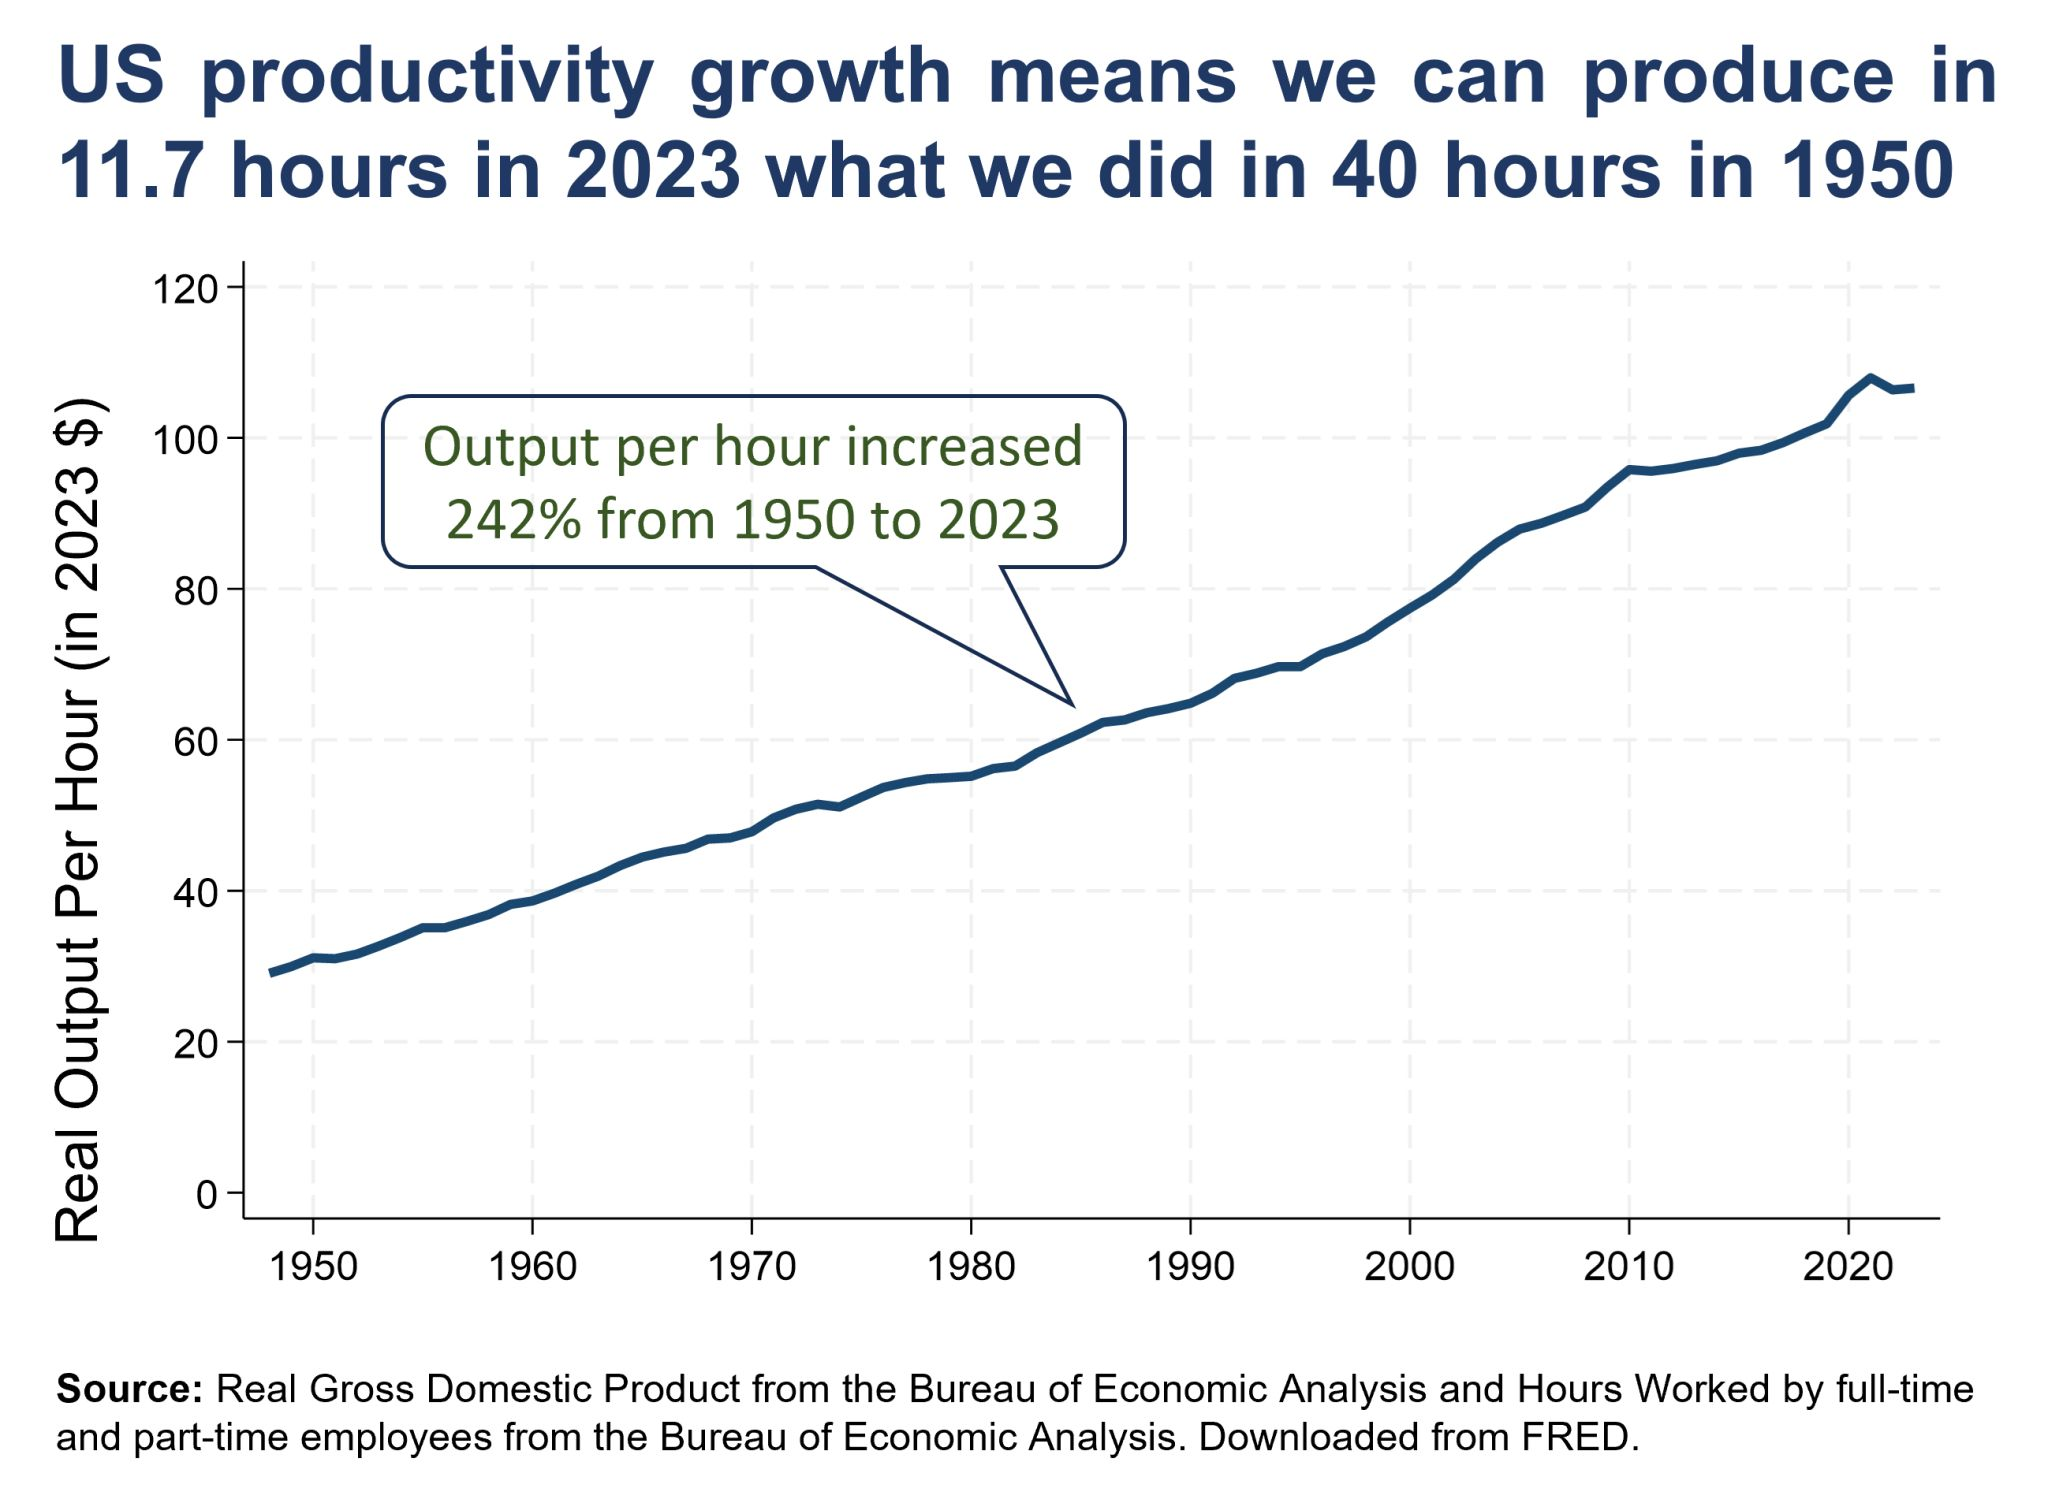 US productivity growth means we can produce in
11.7 hours in 2023 what we did in 40 hours in 1950
120
100
80
60
40
20
0
Real Output Per Hour (in 2023 $)
Output per hour increased
242% from 1950 to 2023
1950 1960 1970 1980 1990 2000 2010 2020
Source: Real Gross Domestic Product from the Bureau of Economic Analysis and Hours Worked by full-time
and part-time employees from the Bureau of Economic Analysis. Downloaded from FRED.